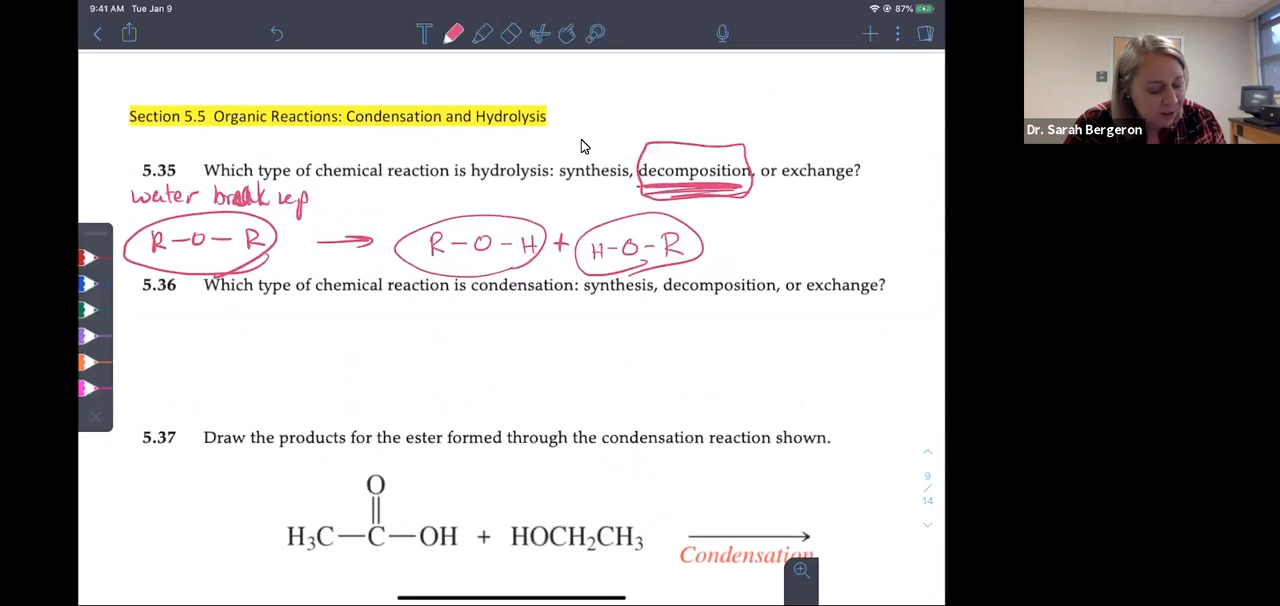 9:41 AM Tue Jan 9
87%
T
Dr. Sarah Bergeron
Section 5.5 Organic Reactions: Condensation and Hydrolysis
5.35 Which type of chemical reaction is hydrolysis: synthesis, decomposition, or exchange?
water break up
R-O-R → R-O-H + H-O-R
5.36 Which type of chemical reaction is condensation: synthesis, decomposition, or exchange?
5.37 Draw the products for the ester formed through the condensation reaction shown.
O
||
H₃C—C—OH + HOCH₂CH₃ →
Condensation
9
/
14